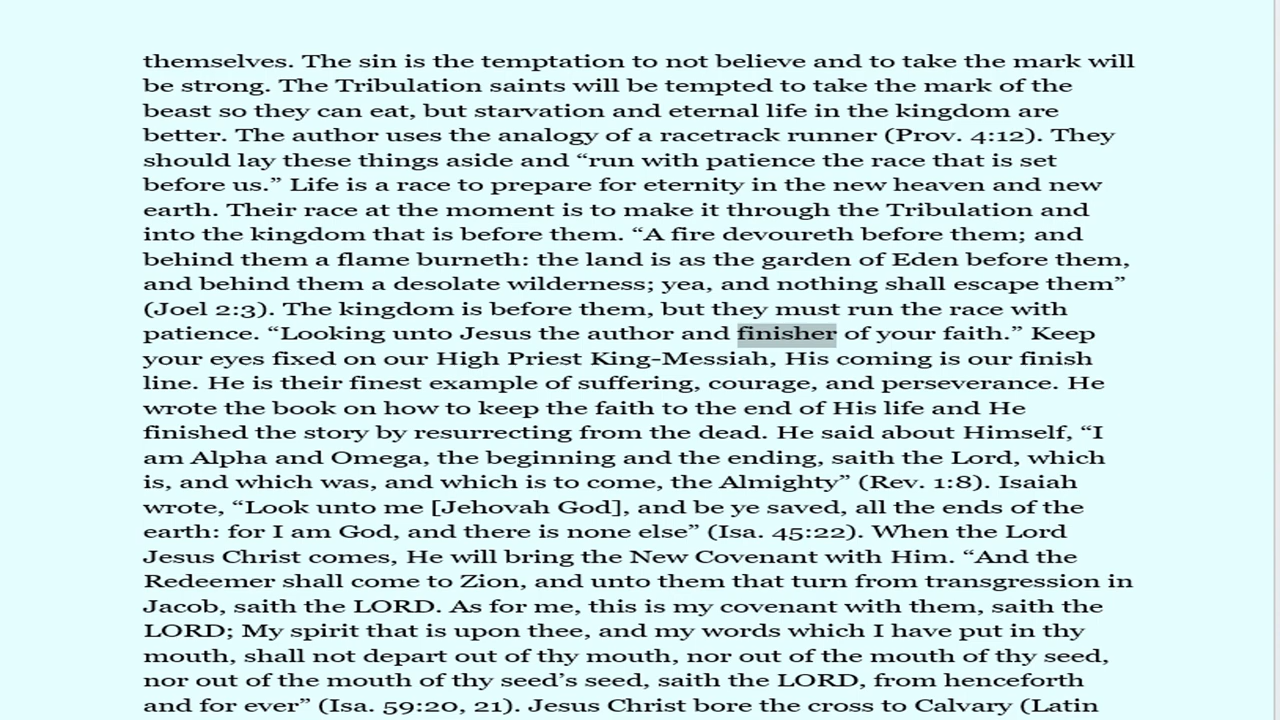 themselves. The sin is the temptation to not believe and to take the mark will
be strong. The Tribulation saints will be tempted to take the mark of the
beast so they can eat, but starvation and eternal life in the kingdom are
better. The author uses the analogy of a racetrack runner (Prov. 4:12). They
should lay these things aside and “run with patience the race that is set
before us.” Life is a race to prepare for eternity in the new heaven and new
earth. Their race at the moment is to make it through the Tribulation and
into the kingdom that is before them. “A fire devoureth before them; and
behind them a flame burneth: the land is as the garden of Eden before them,
and behind them a desolate wilderness; yea, and nothing shall escape them”
(Joel 2:3). The kingdom is before them, but they must run the race with
patience. “Looking unto Jesus the author and finisher of your faith.” Keep
your eyes fixed on our High Priest King-Messiah, His coming is our finish
line. He is their finest example of suffering, courage, and perseverance. He
wrote the book on how to keep the faith to the end of His life and He
finished the story by resurrecting from the dead. He said about Himself, “I
am Alpha and Omega, the beginning and the ending, saith the Lord, which
is, and which was, and which is to come, the Almighty” (Rev. 1:8). Isaiah
wrote, “Look unto me [Jehovah God], and be ye saved, all the ends of the
earth: for I am God, and there is none else” (Isa. 45:22). When the Lord
Jesus Christ comes, He will bring the New Covenant with Him. “And the
Redeemer shall come to Zion, and unto them that turn from transgression in
Jacob, saith the LORD. As for me, this is my covenant with them, saith the
LORD; My spirit that is upon thee, and my words which I have put in thy
mouth, shall not depart out of thy mouth, nor out of the mouth of thy seed,
nor out of the mouth of thy seed’s seed, saith the LORD, from henceforth
and for ever” (Isa. 59:20, 21). Jesus Christ bore the cross to Calvary (Latin